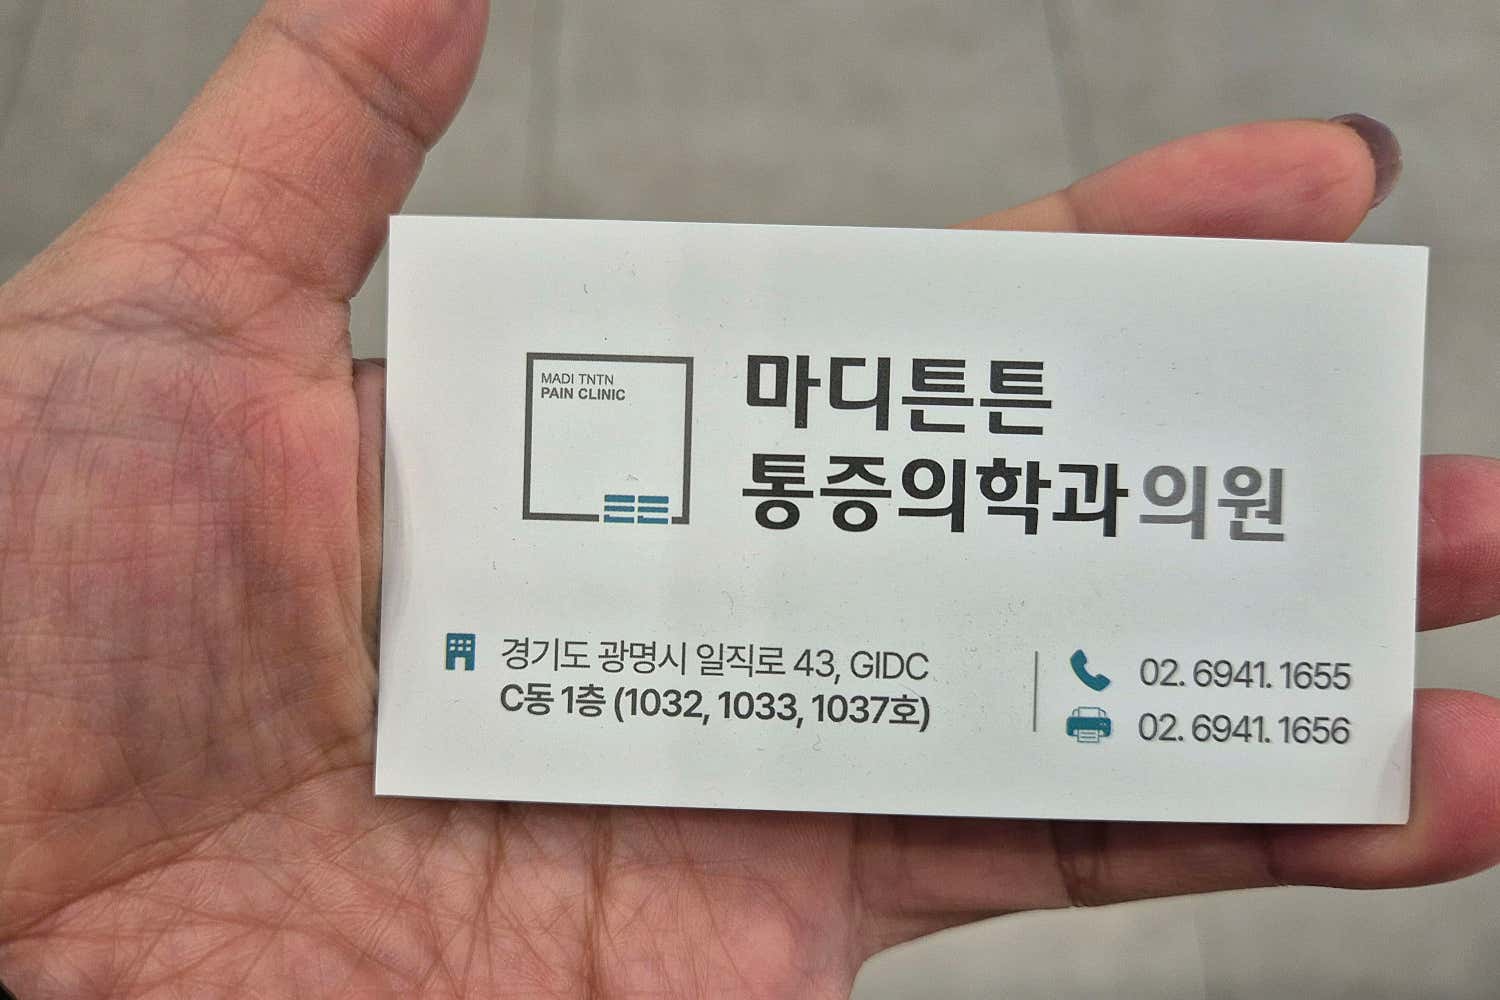 MADI TNTN
PAIN CLINIC
튼튼
마디튼튼
통증의학과의원
경기도 광명시 일직로 43, GIDC
C동 1층 (1032, 1033, 1037호)
02. 6941. 1655
02. 6941. 1656